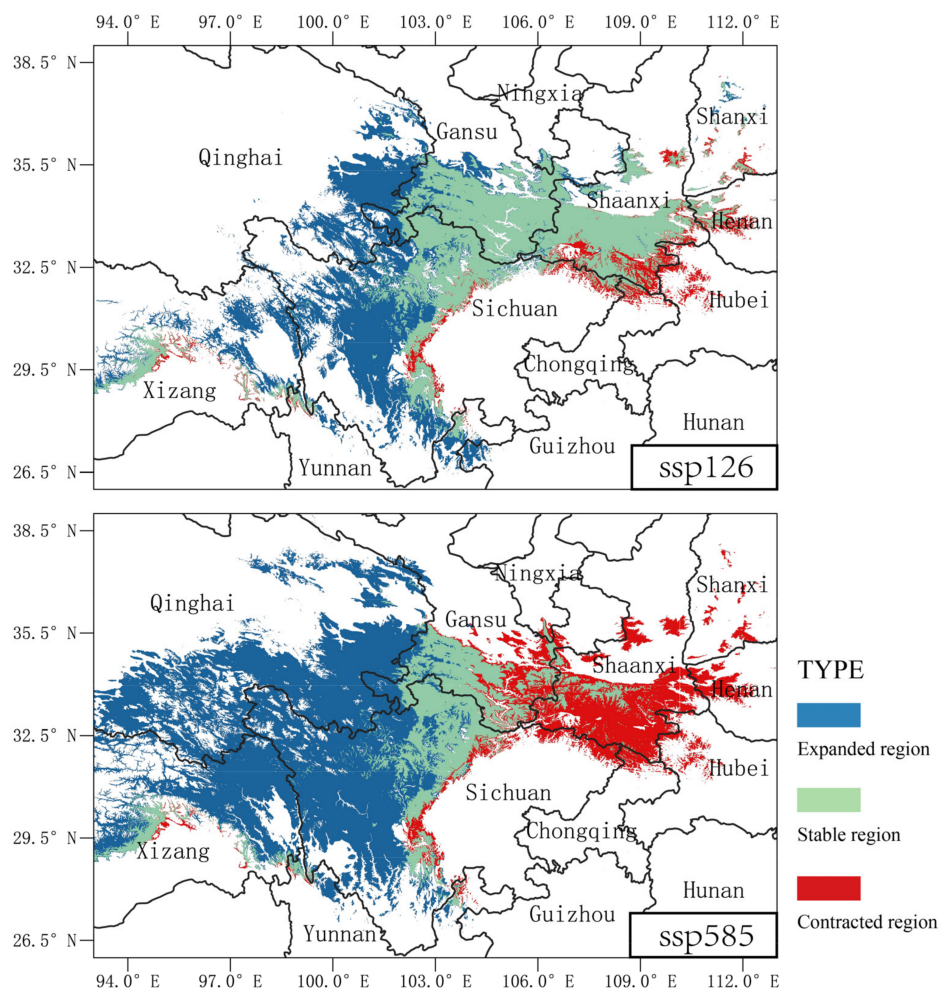 94.0° E 97.0° E 100.0° E 103.0° E 106.0° E 109.0° E 112.0° E
38.5° N
Ningxia
Shanxi
Gansu
Qinghai
35.5° N
Shaanxi
Henan
32.5° N
Hubei
Sichuan
Chongqing
29.5° N
Xizang
Hunan
Guizhou
Yunnan
26.5° N
ssp126
38.5° N
Ningxia
Shanxi
Qinghai
Gansu
35.5° N
Shaanxi
Henan
32.5° N
Hubei
Sichuan
Chongqing
29.5° N
Xizang
Hunan
Guizhou
Yunnan
26.5° N
ssp585
94.0° E 97.0° E 100.0° E 103.0° E 106.0° E 109.0° E 112.0° E
TYPE
Expanded region
Stable region
Contracted region